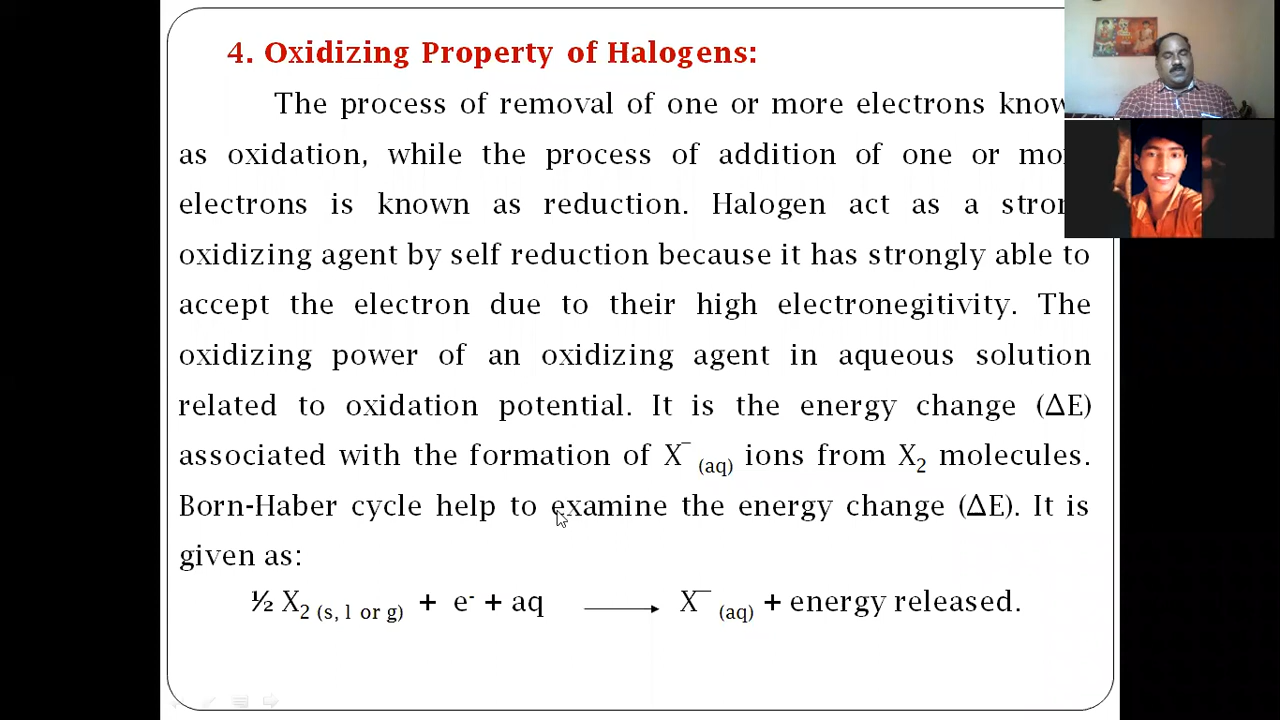 4. Oxidizing Property of Halogens:
The process of removal of one or more electrons
as oxidation, while the process of addition of one or
electrons is known as reduction. Halogen act as a
oxidizing agent by self reduction because it has strongly able to
accept the electron due to their high electronegitivity. The
oxidizing power of an oxidizing agent in aqueous solution
related to oxidation potential. It is the energy change (ΔE)
associated with the formation of X⁻ (aq) ions from X₂ molecules.
Born-Haber cycle help to examine the energy change (ΔE). It is
given as:
½ X₂ (s, l or g) + e⁻ + aq ⟶ X⁻ (aq) + energy released.